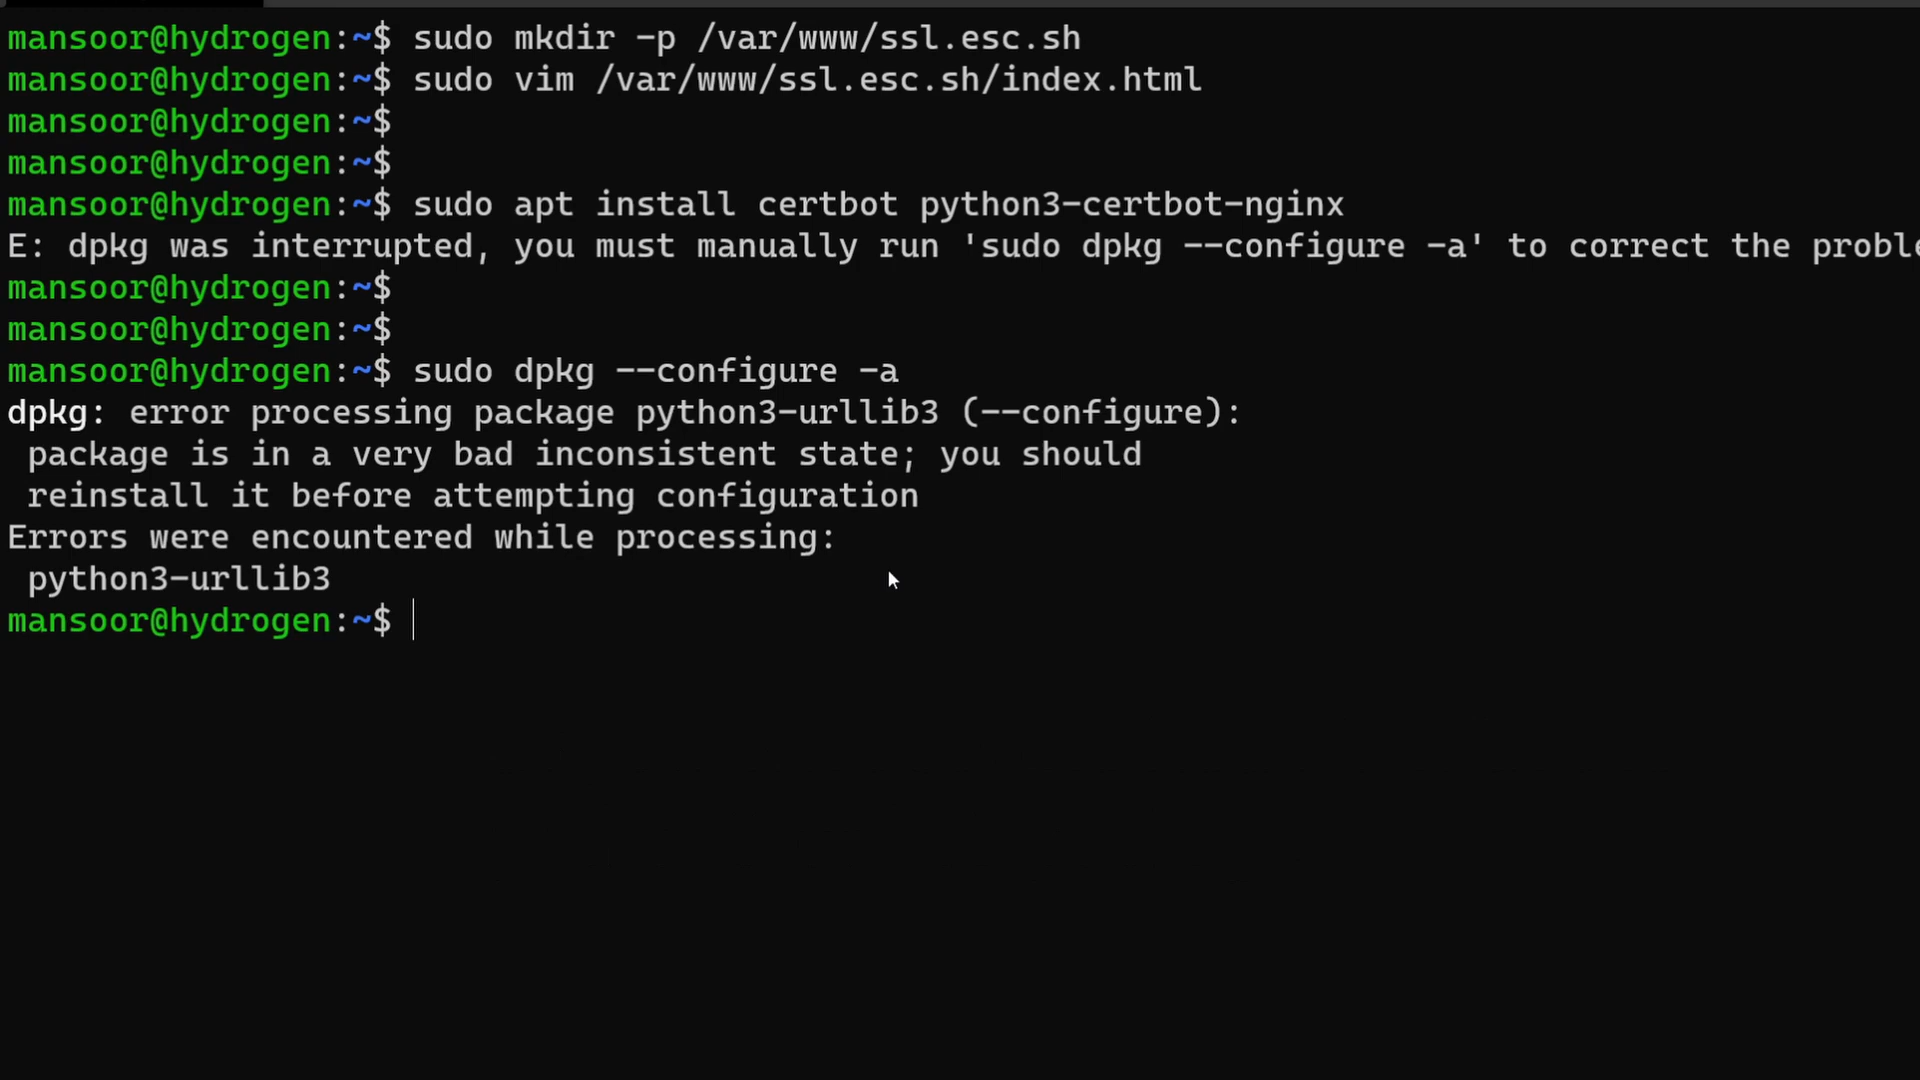 mansoor@hydrogen:~$ sudo mkdir -p /var/www/ssl.esc.sh
mansoor@hydrogen:~$ sudo vim /var/www/ssl.esc.sh/index.html
mansoor@hydrogen:~$
mansoor@hydrogen:~$
mansoor@hydrogen:~$ sudo apt install certbot python3-certbot-nginx
E: dpkg was interrupted, you must manually run 'sudo dpkg --configure -a' to correct the proble
mansoor@hydrogen:~$
mansoor@hydrogen:~$
mansoor@hydrogen:~$ sudo dpkg --configure -a
dpkg: error processing package python3-urllib3 (--configure):
 package is in a very bad inconsistent state; you should
 reinstall it before attempting configuration
Errors were encountered while processing:
 python3-urllib3
mansoor@hydrogen:~$